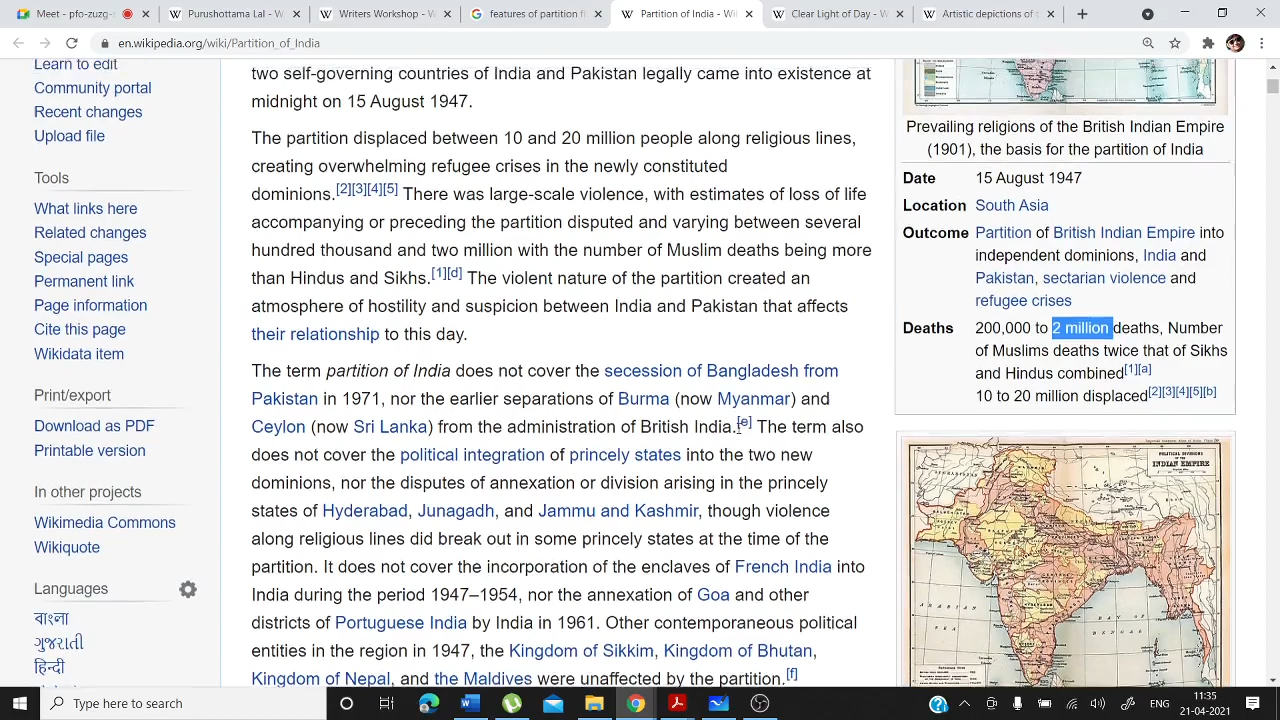 Meet - pfo-ezms
Purushottama Lal - W
Writers Workshop - W
features of partition fi
Partition of India - Wi
Clear Light of Day - W
Artistic depictions of
en.wikipedia.org/wiki/Partition_of_India
Learn to edit
Community portal
Recent changes
Upload file
Tools
What links here
Related changes
Special pages
Permanent link
Page information
Cite this page
Wikidata item
Print/export
Download as PDF
Printable version
In other projects
Wikimedia Commons
Wikiquote
Languages
বাংলা
ગુજરાતી
हिन्दी
two self-governing countries of India and Pakistan legally came into existence at
midnight on 15 August 1947.
The partition displaced between 10 and 20 million people along religious lines,
creating overwhelming refugee crises in the newly constituted
dominions.[2][3][4][5] There was large-scale violence, with estimates of loss of life
accompanying or preceding the partition disputed and varying between several
hundred thousand and two million with the number of Muslim deaths being more
than Hindus and Sikhs.[1][d] The violent nature of the partition created an
atmosphere of hostility and suspicion between India and Pakistan that affects
their relationship to this day.
The term partition of India does not cover the secession of Bangladesh from
Pakistan in 1971, nor the earlier separations of Burma (now Myanmar) and
Ceylon (now Sri Lanka) from the administration of British India.[e] The term also
does not cover the political integration of princely states into the two new
dominions, nor the disputes of annexation or division arising in the princely
states of Hyderabad, Junagadh, and Jammu and Kashmir, though violence
along religious lines did break out in some princely states at the time of the
partition. It does not cover the incorporation of the enclaves of French India into
India during the period 1947–1954, nor the annexation of Goa and other
districts of Portuguese India by India in 1961. Other contemporaneous political
entities in the region in 1947, the Kingdom of Sikkim, Kingdom of Bhutan,
Kingdom of Nepal, and the Maldives were unaffected by the partition.[f]
Prevailing religions of the British Indian Empire
(1901), the basis for the partition of India
Date 15 August 1947
Location South Asia
Outcome Partition of British Indian Empire into
independent dominions, India and
Pakistan, sectarian violence and
refugee crises
Deaths 200,000 to 2 million deaths, Number
of Muslims deaths twice that of Sikhs
and Hindus combined[1][a]
10 to 20 million displaced[2][3][4][5][b]
POLITICAL DIVISIONS
OF THE
INDIAN EMPIRE
ARABIAN
SEA
BAY
BENGAL
Type here to search
ENG
11:35
21-04-2021